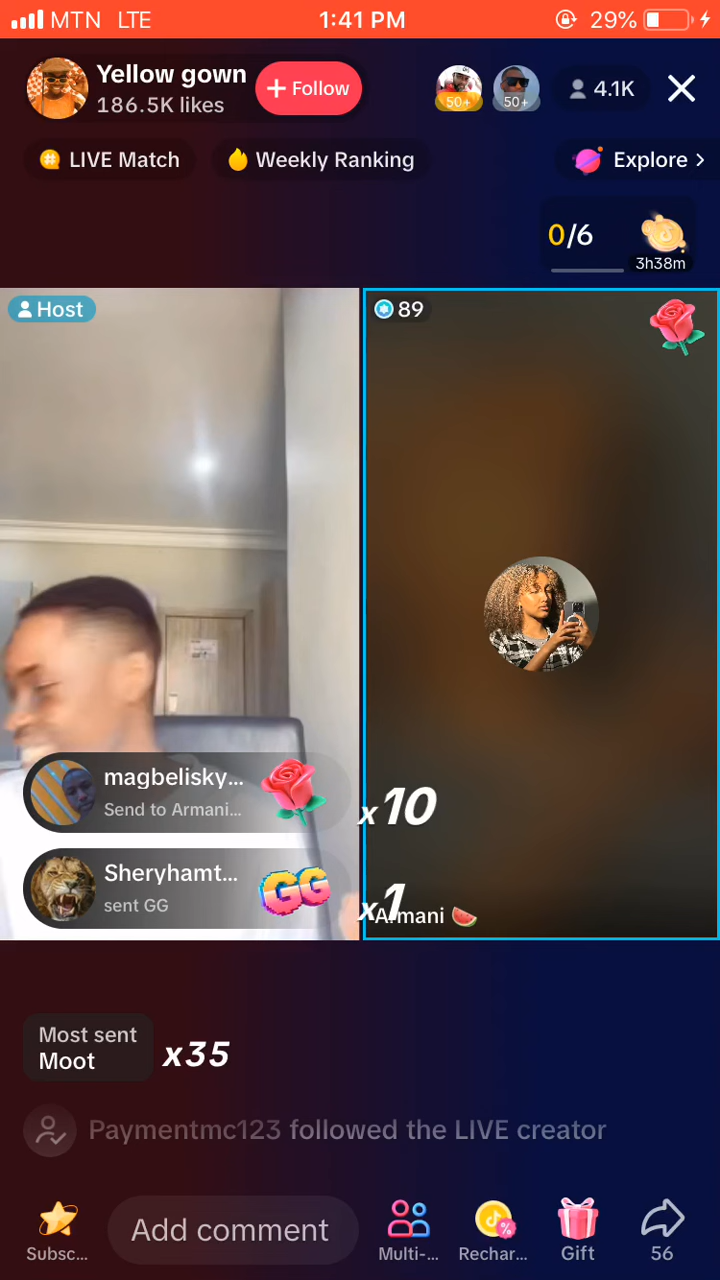 MTN LTE 1:41 PM 29%
Yellow gown
186.5K likes
+ Follow
50+
50+
4.1K
LIVE Match
Weekly Ranking
Explore >
0/6
3h38m
Host
89
magbelisky...
Send to Armani...
x10
Sheryhamt...
sent GG
GG
x1
Armani
Most sent
Moot
x35
Paymentmc123 followed the LIVE creator
Subsc...
Add comment
Multi-...
Rechar...
Gift
56